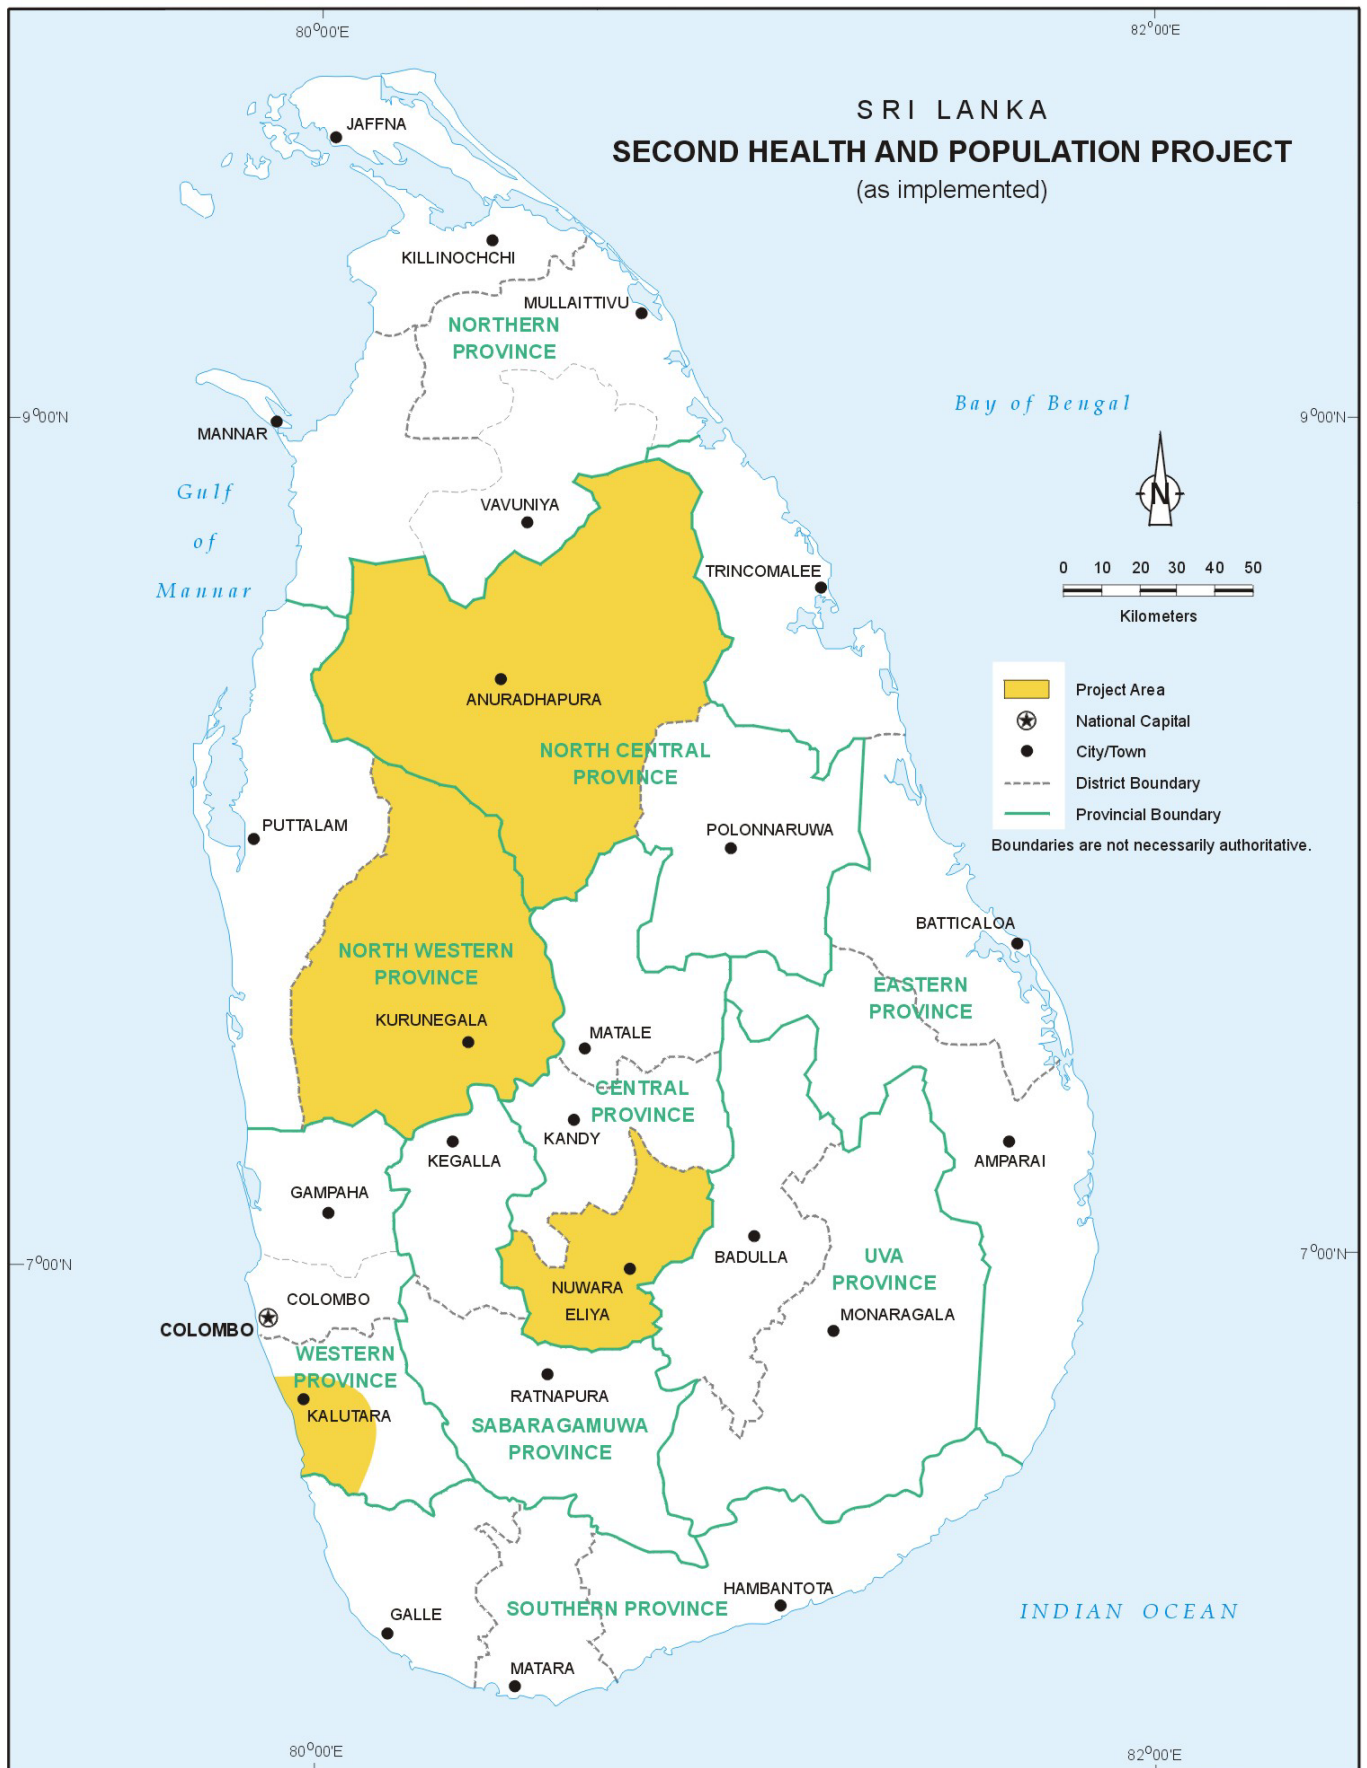 80°00'E
82°00'E
SRI LANKA
SECOND HEALTH AND POPULATION PROJECT
(as implemented)
JAFFNA
KILLINOCHCHI
MULLAITTIVU
NORTHERN
PROVINCE
Bay of Bengal
9°00'N
9°00'N
MANNAR
Gulf
of
Mannar
N
VAVUNIYA
TRINCOMALEE
0 10 20 30 40 50
Kilometers
Project Area
National Capital
City/Town
District Boundary
Provincial Boundary
Boundaries are not necessarily authoritative.
ANURADHAPURA
NORTH CENTRAL
PROVINCE
PUTTALAM
POLONNARUWA
BATTICALOA
NORTH WESTERN
PROVINCE
EASTERN
PROVINCE
KURUNEGALA
MATALE
CENTRAL
PROVINCE
KANDY
KEGALLA
AMPARAI
GAMPAHA
BADULLA
UVA
PROVINCE
7°00'N
7°00'N
NUWARA
ELIYA
COLOMBO
COLOMBO
MONARAGALA
WESTERN
PROVINCE
KALUTARA
RATNAPURA
SABARAGAMUWA
PROVINCE
HAMBANTOTA
SOUTHERN PROVINCE
GALLE
MATARA
INDIAN OCEAN
80°00'E
82°00'E